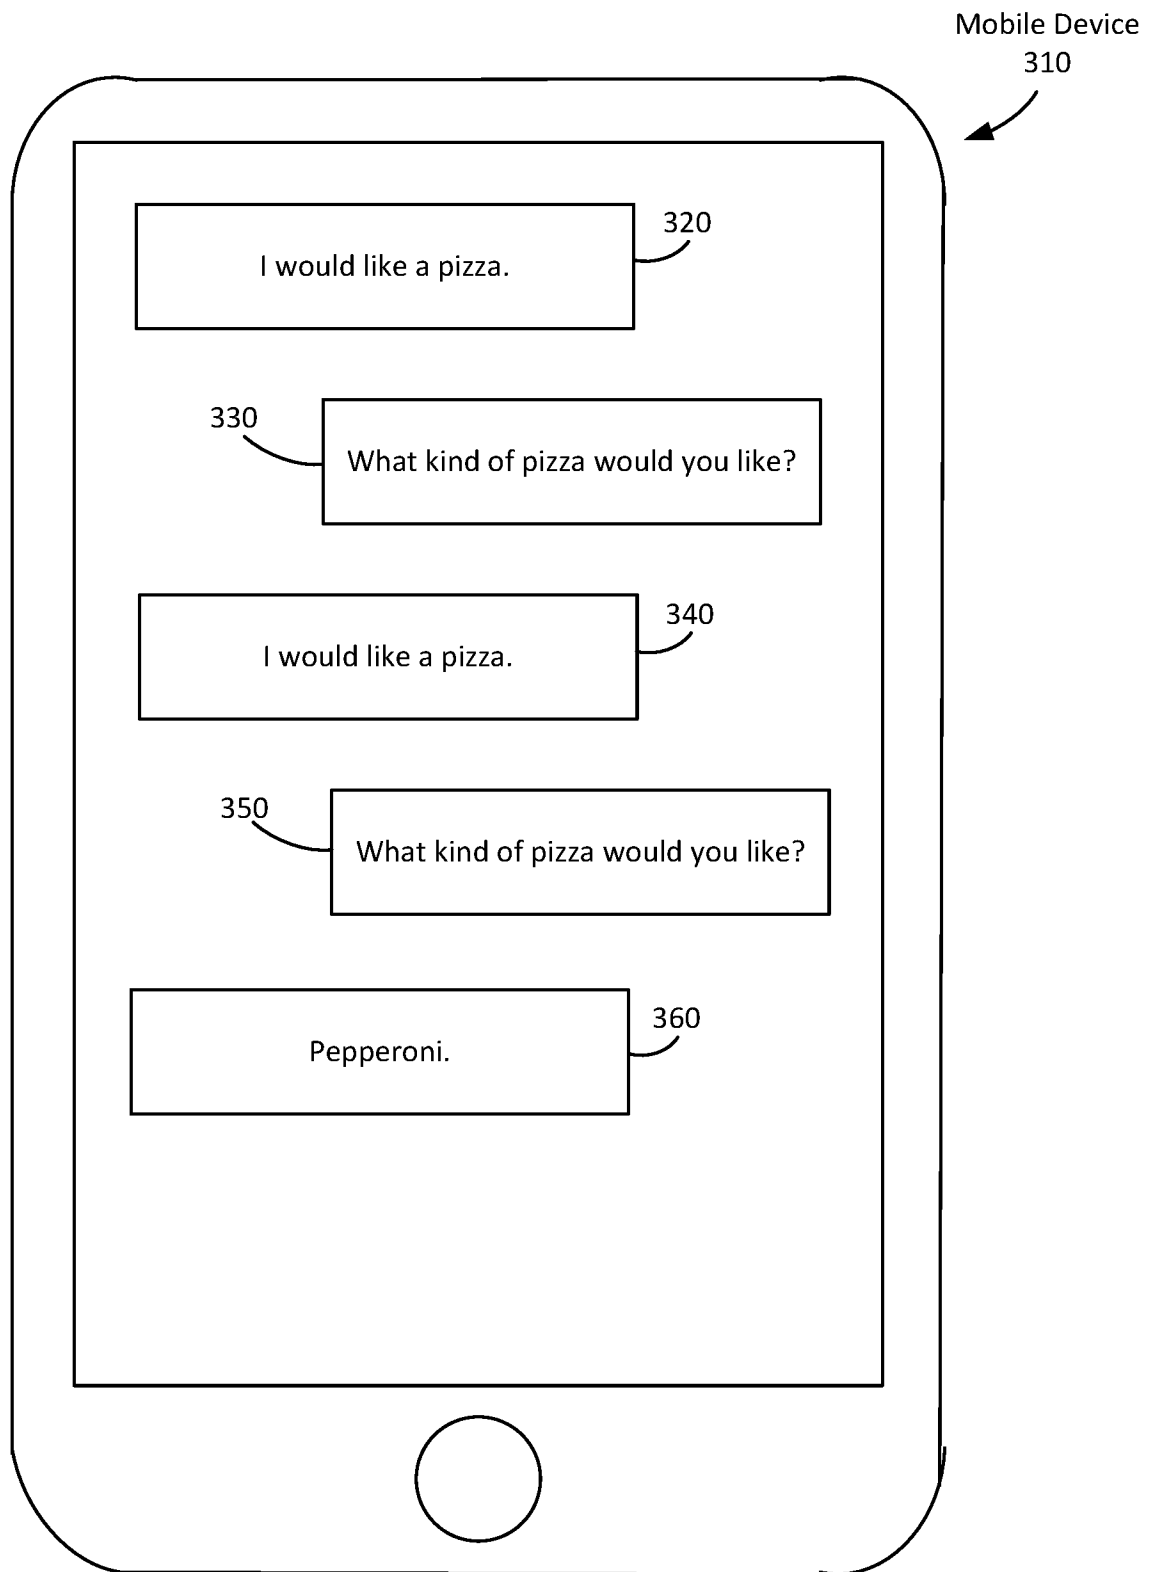 Mobile Device
310
320
I would like a pizza.
330
What kind of pizza would you like?
340
I would like a pizza.
350
What kind of pizza would you like?
360
Pepperoni.